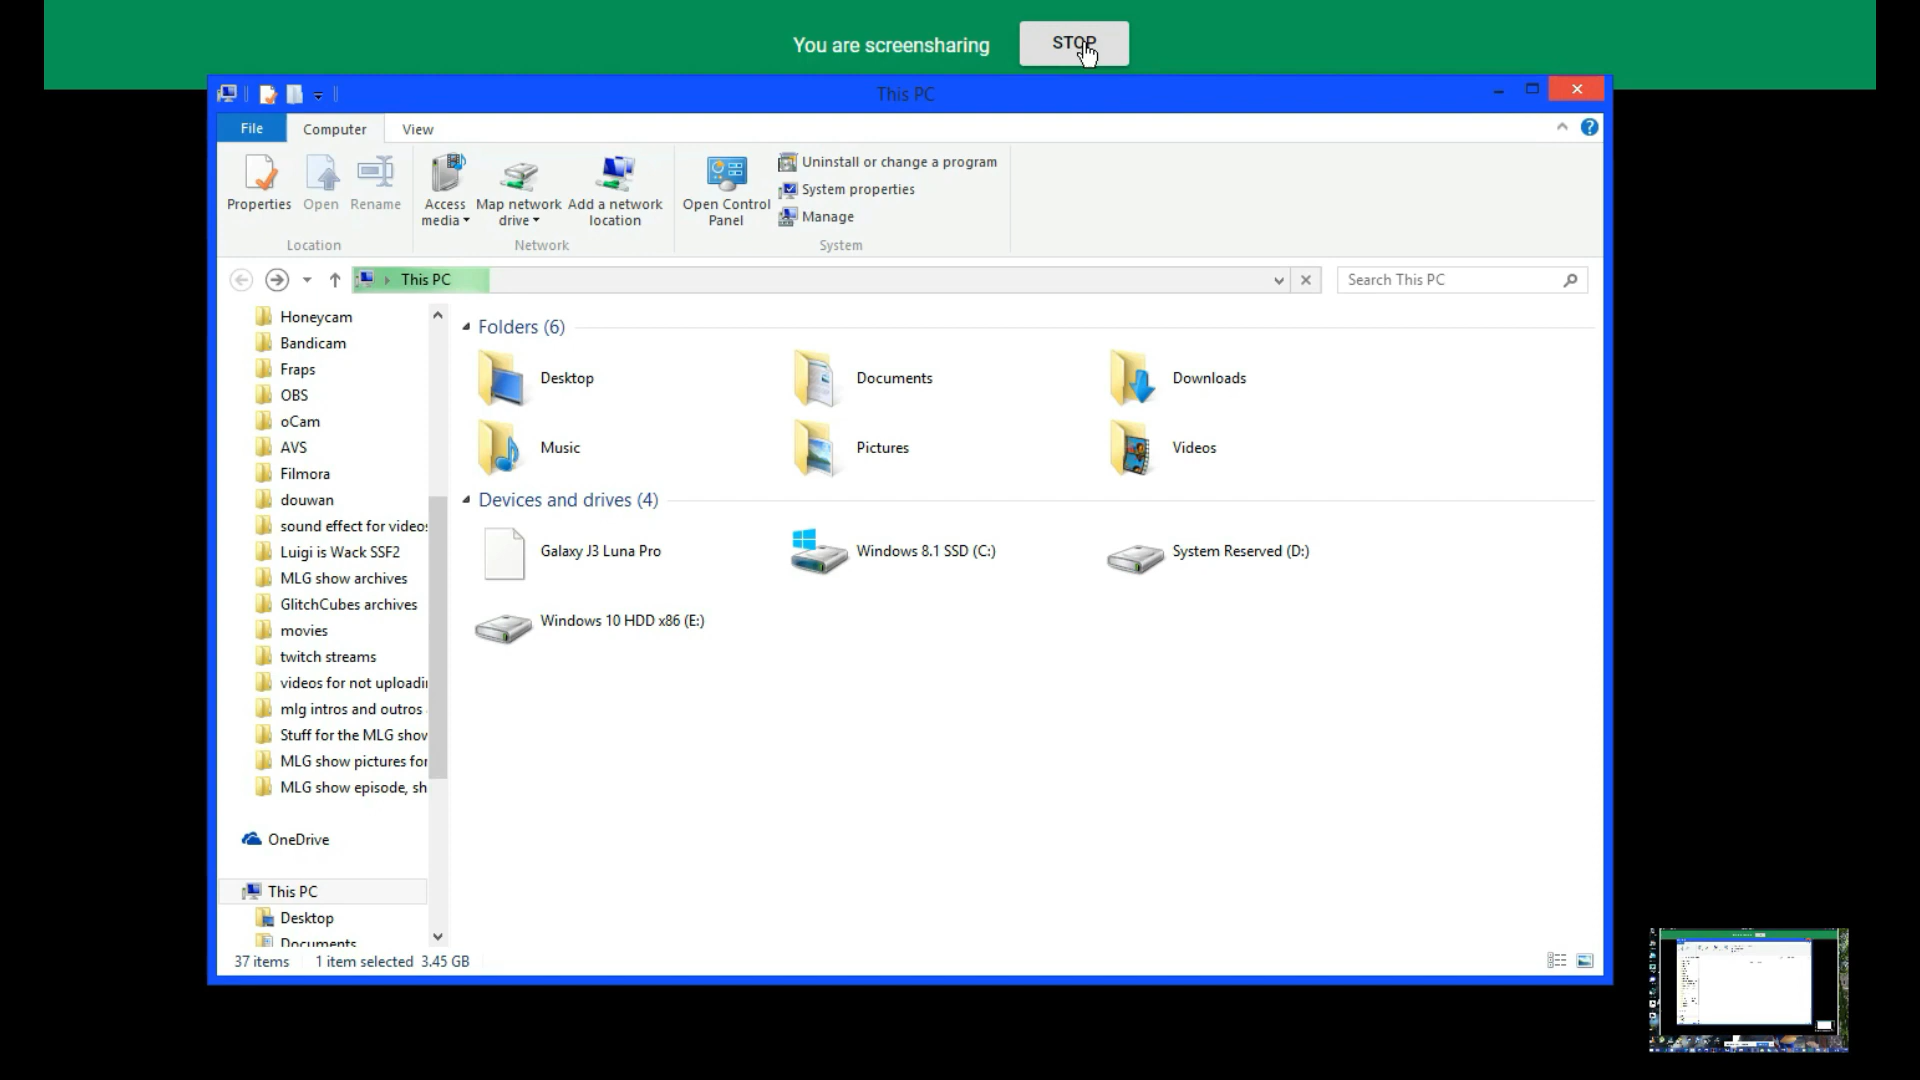 You are screensharing STOP
This PC
File Computer View
Properties Open Rename
Access media
Map network drive
Add a network location
Open Control Panel
Uninstall or change a program
System properties
Manage
Location Network System
This PC
Search This PC
Honeycam
Bandicam
Fraps
OBS
oCam
AVS
Filmora
douwan
sound effect for videos
Luigi is Wack SSF2
MLG show archives
GlitchCubes archives
movies
twitch streams
videos for not uploadi
mlg intros and outros
Stuff for the MLG show
MLG show pictures for
MLG show episode, sh
OneDrive
This PC
Desktop
Documents
Folders (6)
Desktop Documents Downloads
Music Pictures Videos
Devices and drives (4)
Galaxy J3 Luna Pro Windows 8.1 SSD (C:) System Reserved (D:)
Windows 10 HDD x86 (E:)
37 items 1 item selected 3.45 GB